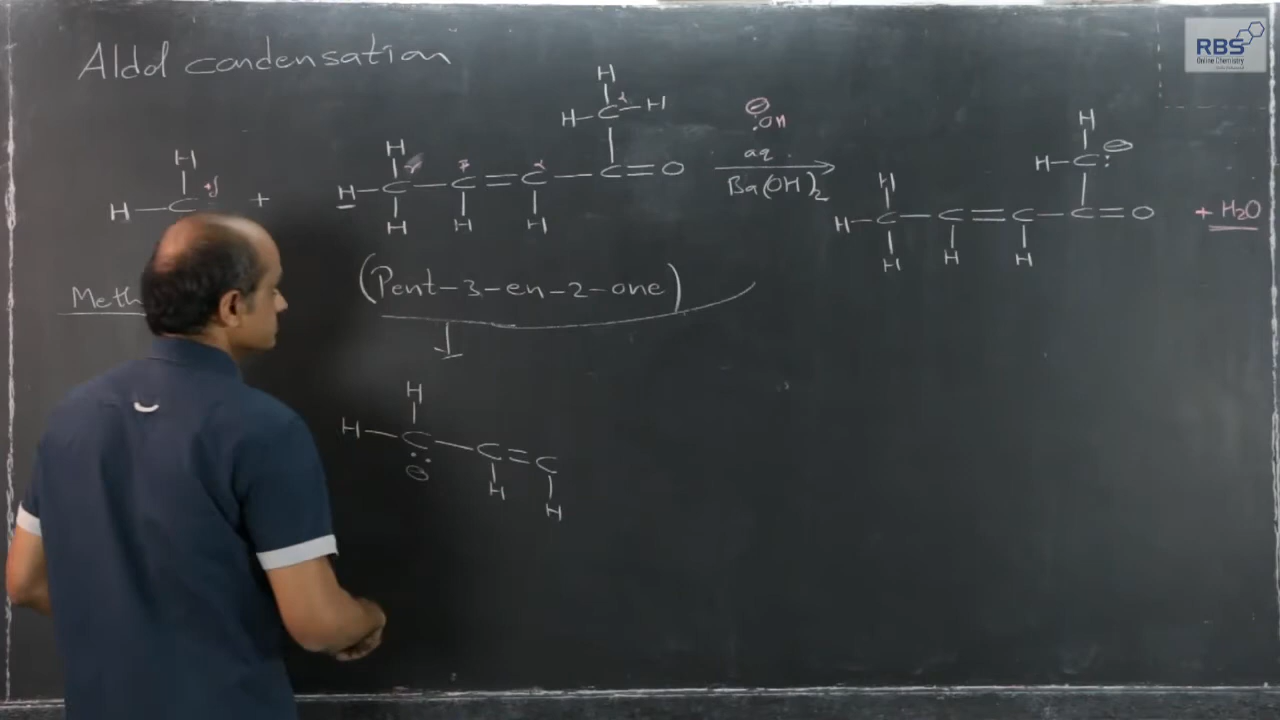 Aldol condensation
RBS
Online Chemistry
H
H — C — H
α
H
H — C +δ
+
H
H — C — C = C — C = O
γ β α
H H H
⊖
:OH
aq.
Ba(OH)2
H
H — C: ⊖
H
H — C — C = C — C = O
H H H
+ H2O
Meth
(Pent-3-en-2-one)
H
H — C — C = C
⊖ H H